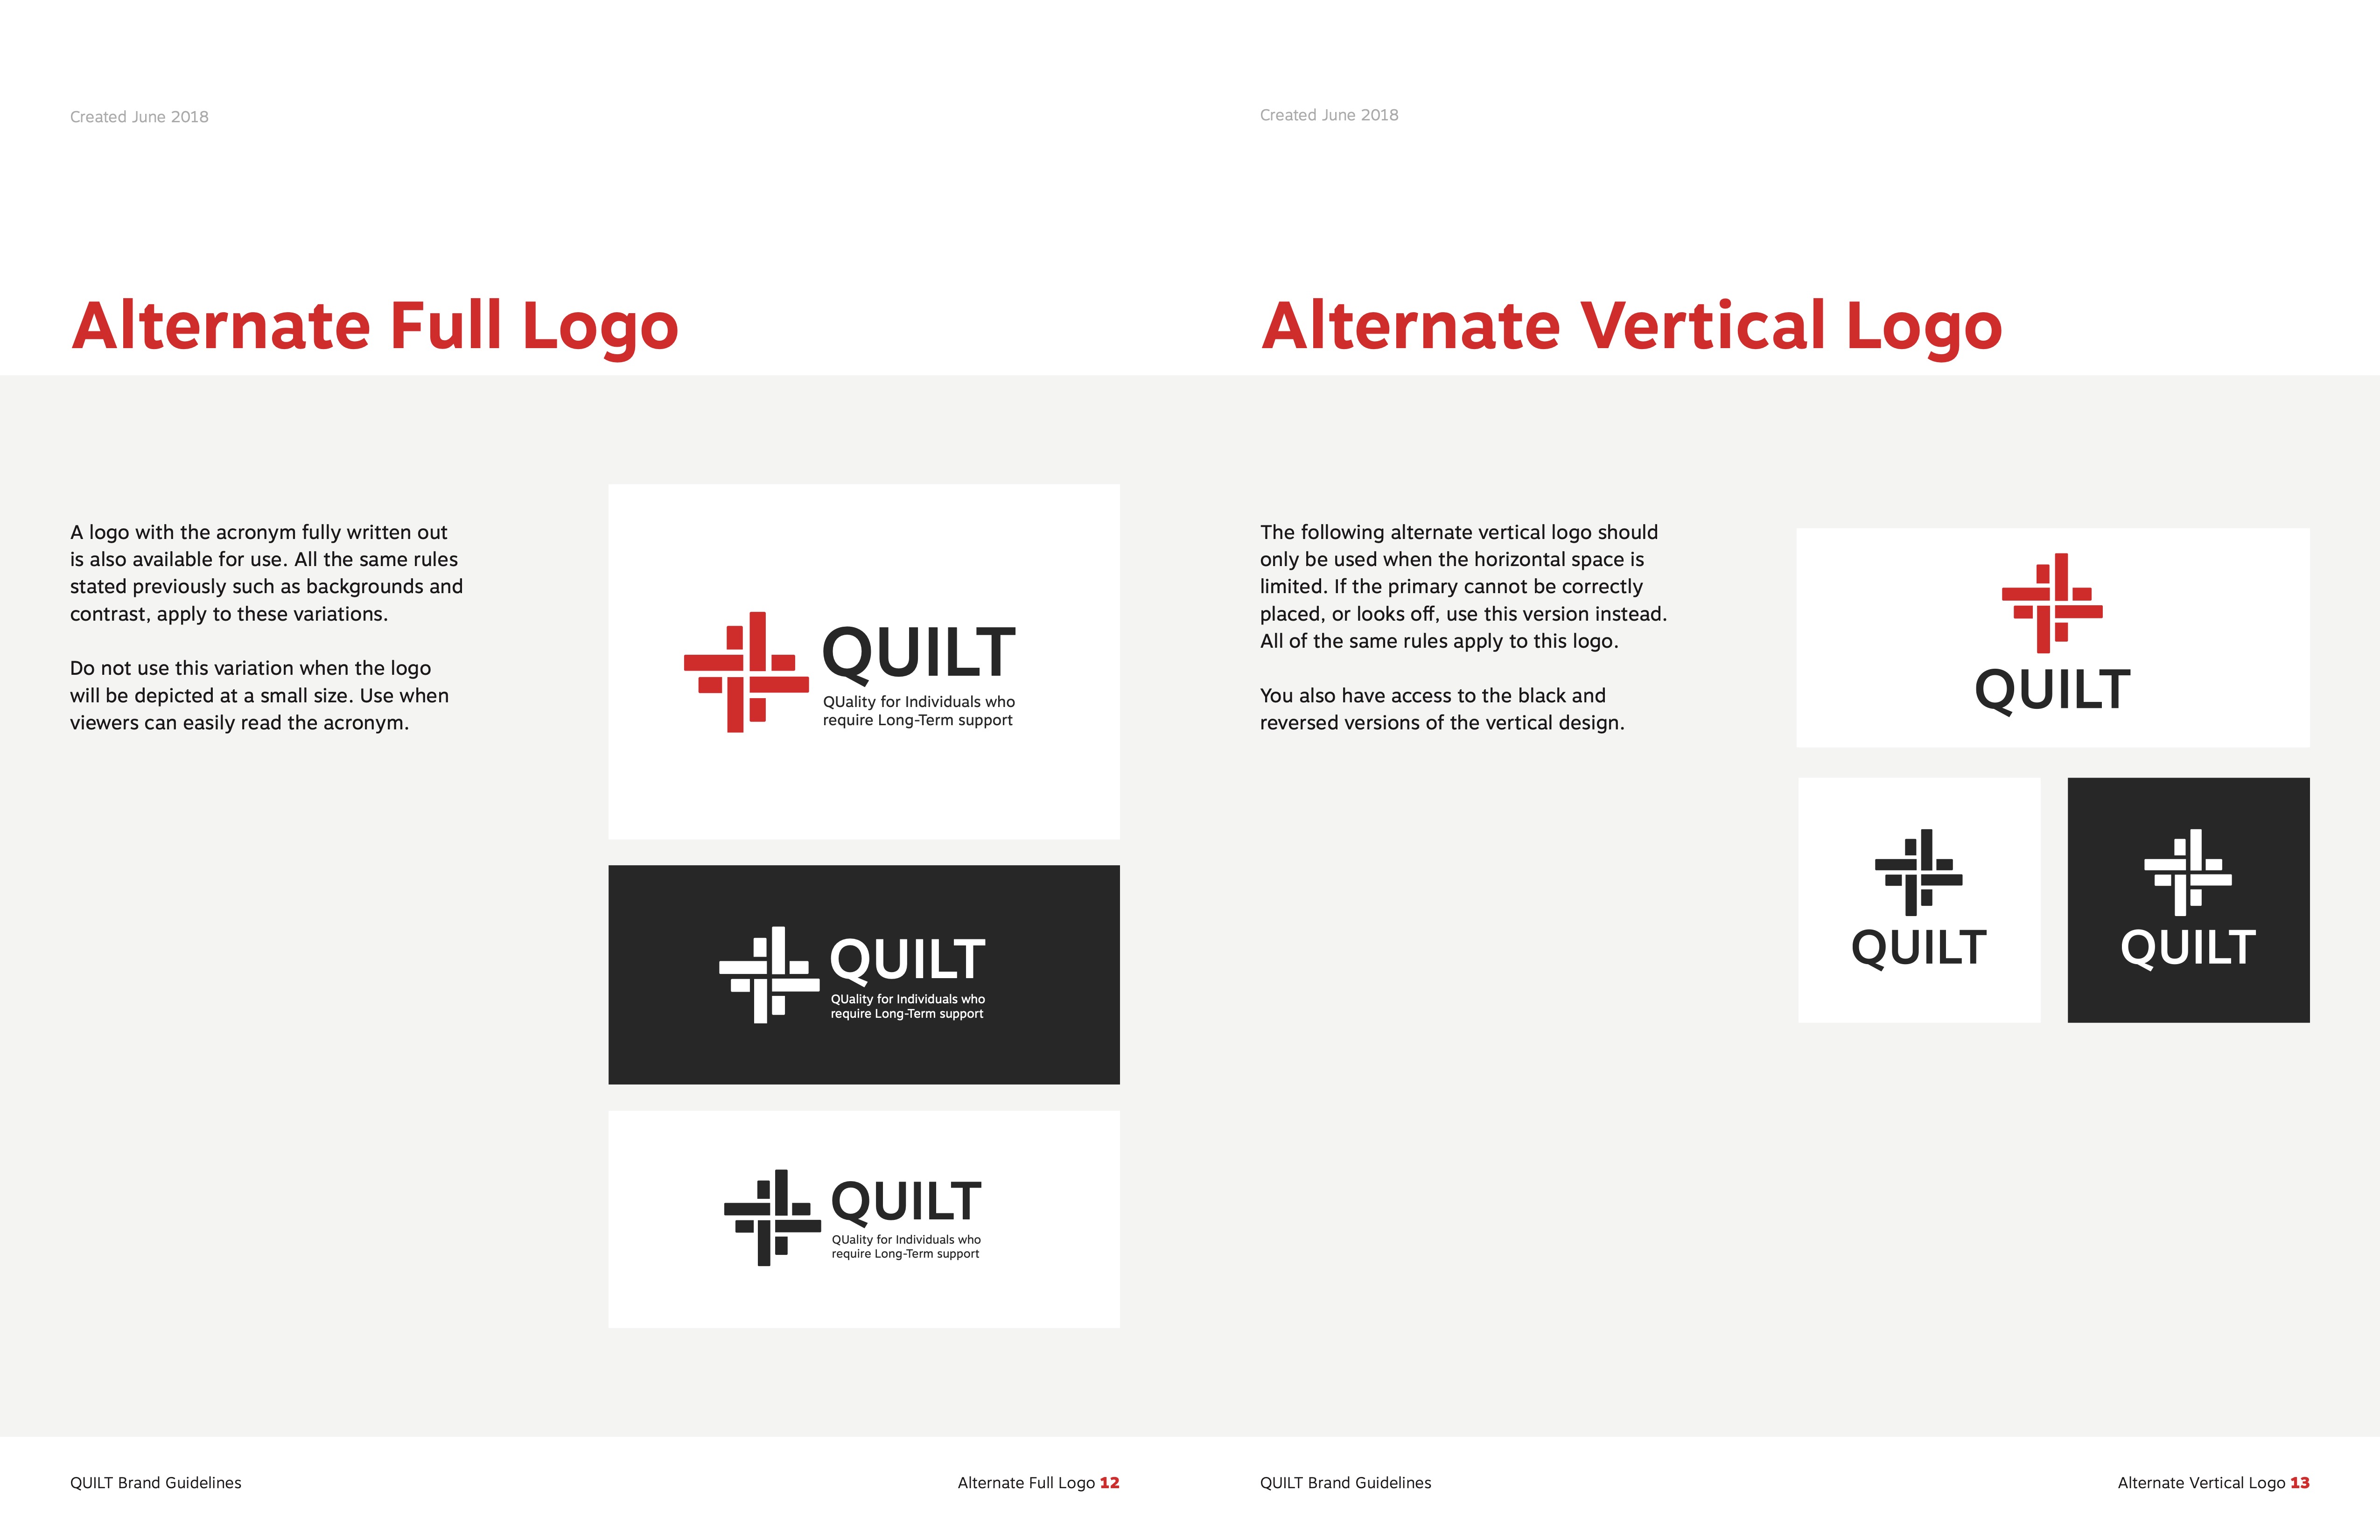 Created June 2018
Alternate Full Logo
A logo with the acronym fully written out
is also available for use. All the same rules
stated previously such as backgrounds and
contrast, apply to these variations.
Do not use this variation when the logo
will be depicted at a small size. Use when
viewers can easily read the acronym.
QUILT
QUality for Individuals who
require Long-Term support
QUILT
QUality for Individuals who
require Long-Term support
QUILT
QUality for Individuals who
require Long-Term support
QUILT Brand Guidelines
Alternate Full Logo 12
Created June 2018
Alternate Vertical Logo
The following alternate vertical logo should
only be used when the horizontal space is
limited. If the primary cannot be correctly
placed, or looks off, use this version instead.
All of the same rules apply to this logo.
You also have access to the black and
reversed versions of the vertical design.
QUILT
QUILT
QUILT
QUILT Brand Guidelines
Alternate Vertical Logo 13